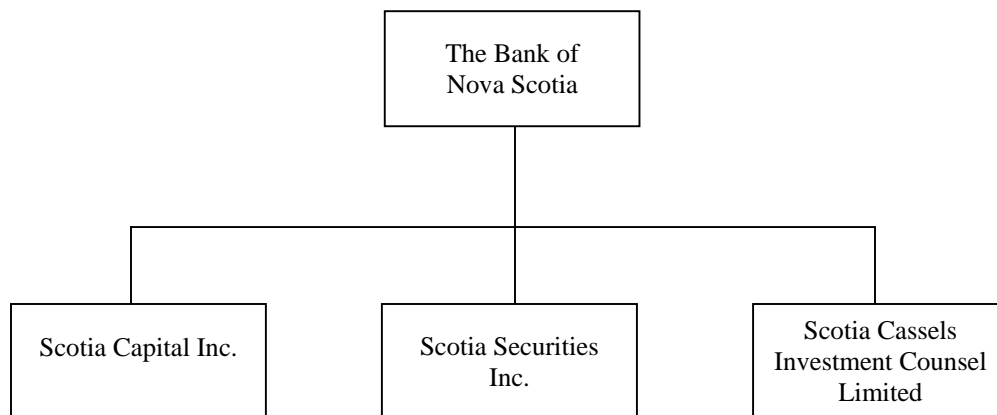 The Bank of
Nova Scotia
Scotia Capital Inc.
Scotia Securities
Inc.
Scotia Cassels
Investment Counsel
Limited